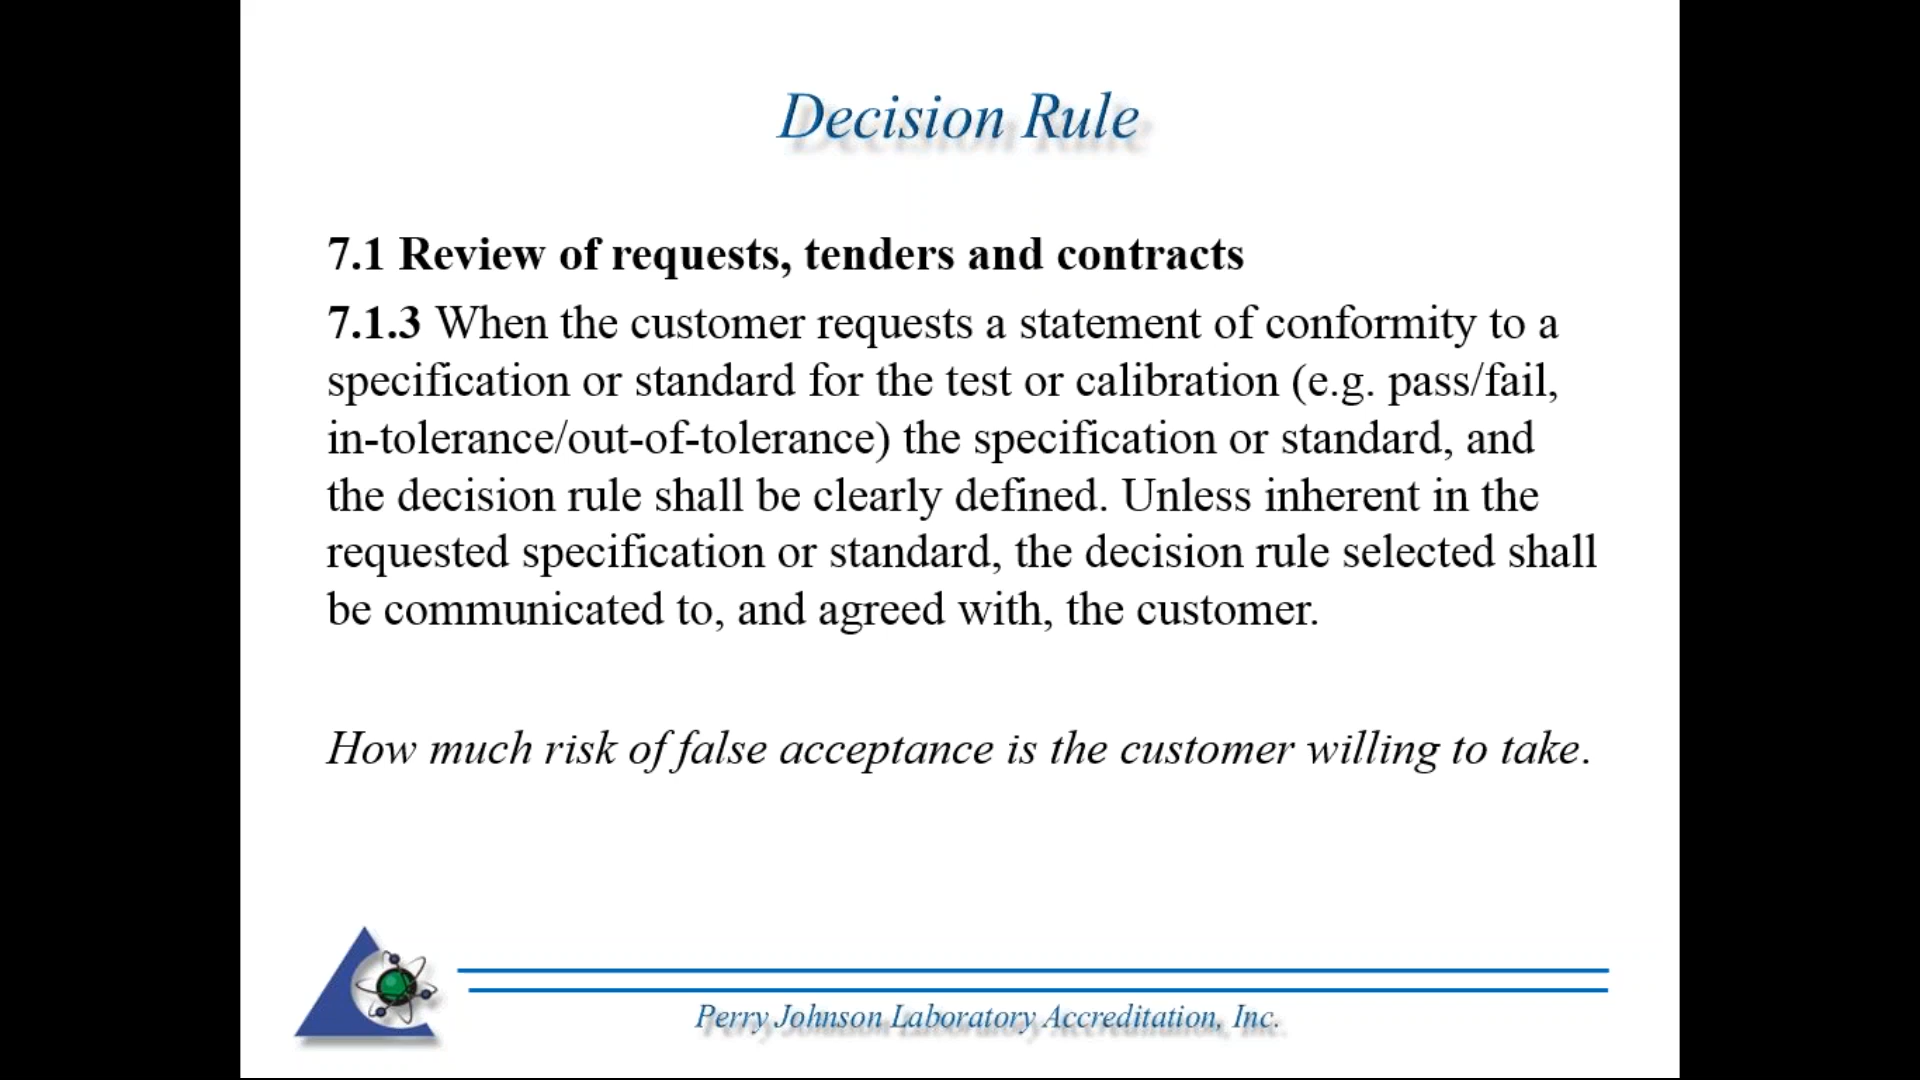 Decision Rule
7.1 Review of requests, tenders and contracts
7.1.3 When the customer requests a statement of conformity to a
specification or standard for the test or calibration (e.g. pass/fail,
in-tolerance/out-of-tolerance) the specification or standard, and
the decision rule shall be clearly defined. Unless inherent in the
requested specification or standard, the decision rule selected shall
be communicated to, and agreed with, the customer.
How much risk of false acceptance is the customer willing to take.
Perry Johnson Laboratory Accreditation, Inc.